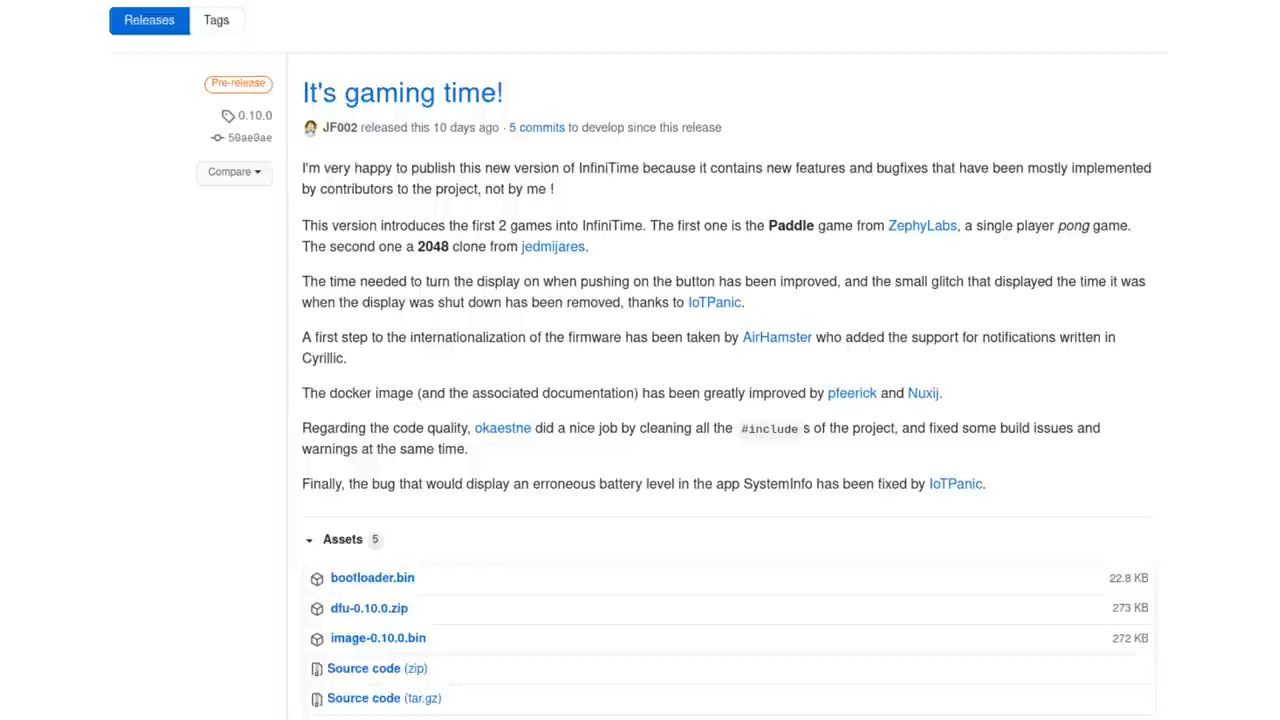 Releases Tags
Pre-release
0.10.0
50ae0ae
Compare
It's gaming time!
JF002 released this 10 days ago · 5 commits to develop since this release
I'm very happy to publish this new version of InfiniTime because it contains new features and bugfixes that have been mostly implemented
by contributors to the project, not by me !
This version introduces the first 2 games into InfiniTime. The first one is the Paddle game from ZephyLabs, a single player pong game.
The second one a 2048 clone from jedmijares.
The time needed to turn the display on when pushing on the button has been improved, and the small glitch that displayed the time it was
when the display was shut down has been removed, thanks to IoTPanic.
A first step to the internationalization of the firmware has been taken by AirHamster who added the support for notifications written in
Cyrillic.
The docker image (and the associated documentation) has been greatly improved by pfeerick and Nuxij.
Regarding the code quality, okaestne did a nice job by cleaning all the #include s of the project, and fixed some build issues and
warnings at the same time.
Finally, the bug that would display an erroneous battery level in the app SystemInfo has been fixed by IoTPanic.
Assets 5
bootloader.bin 22.8 KB
dfu-0.10.0.zip 273 KB
image-0.10.0.bin 272 KB
Source code (zip)
Source code (tar.gz)